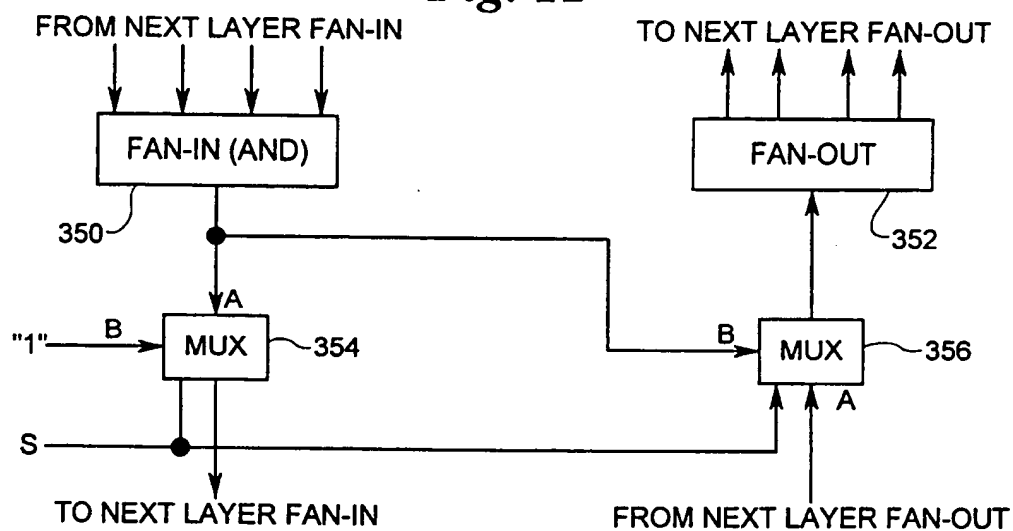 FROM NEXT LAYER FAN-IN
TO NEXT LAYER FAN-OUT
FAN-IN (AND)
FAN-OUT
350
352
A
"1"
B
MUX
354
B
MUX
356
A
S
TO NEXT LAYER FAN-IN
FROM NEXT LAYER FAN-OUT